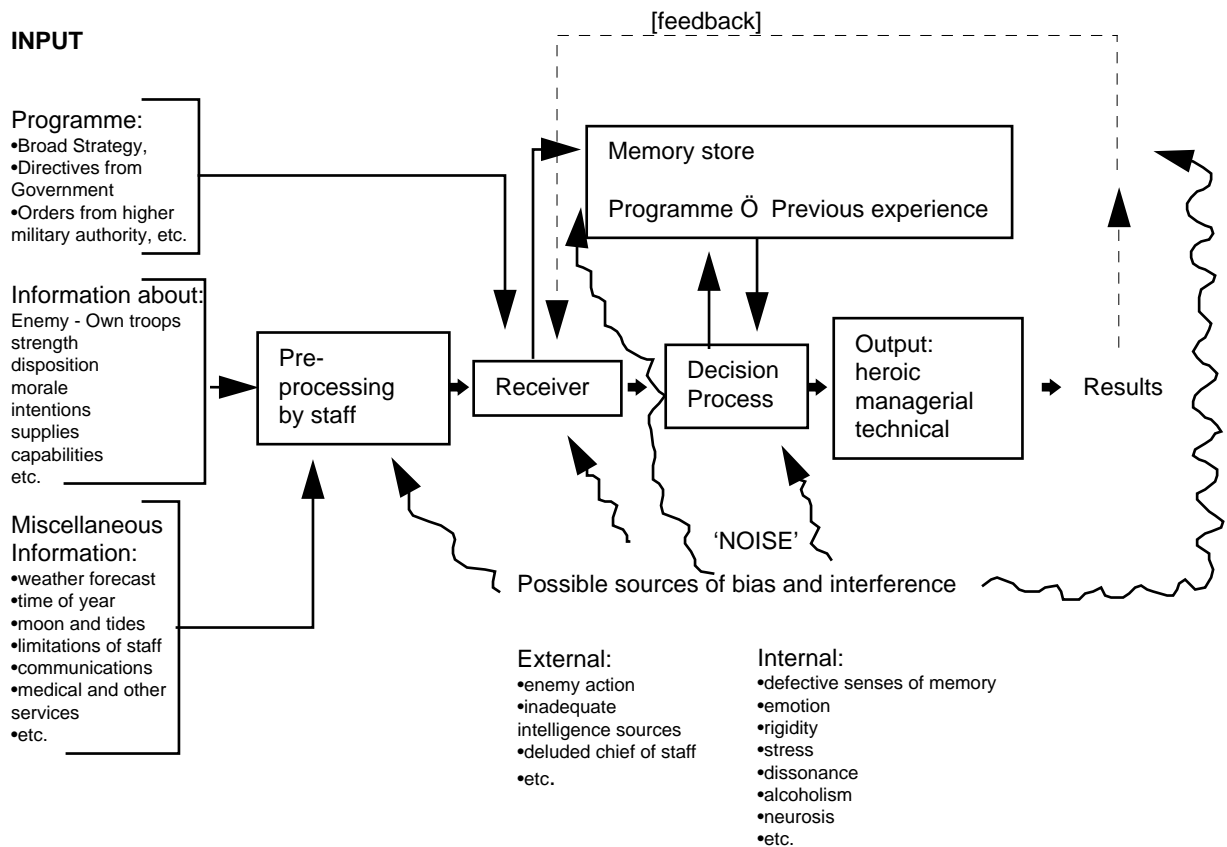 [feedback]
INPUT
Programme:
•Broad Strategy,
•Directives from
Government
•Orders from higher
military authority, etc.
Information about:
Enemy - Own troops
strength
disposition
morale
intentions
supplies
capabilities
etc.
Miscellaneous
Information:
•weather forecast
•time of year
•moon and tides
•limitations of staff
•communications
•medical and other
services
•etc.
Pre-
processing
by staff
Receiver
Memory store
Programme Ö Previous experience
Decision
Process
Output:
heroic
managerial
technical
Results
‘NOISE’
Possible sources of bias and interference
External:
•enemy action
•inadequate
intelligence sources
•deluded chief of staff
•etc.
Internal:
•defective senses of memory
•emotion
•rigidity
•stress
•dissonance
•alcoholism
•neurosis
•etc.